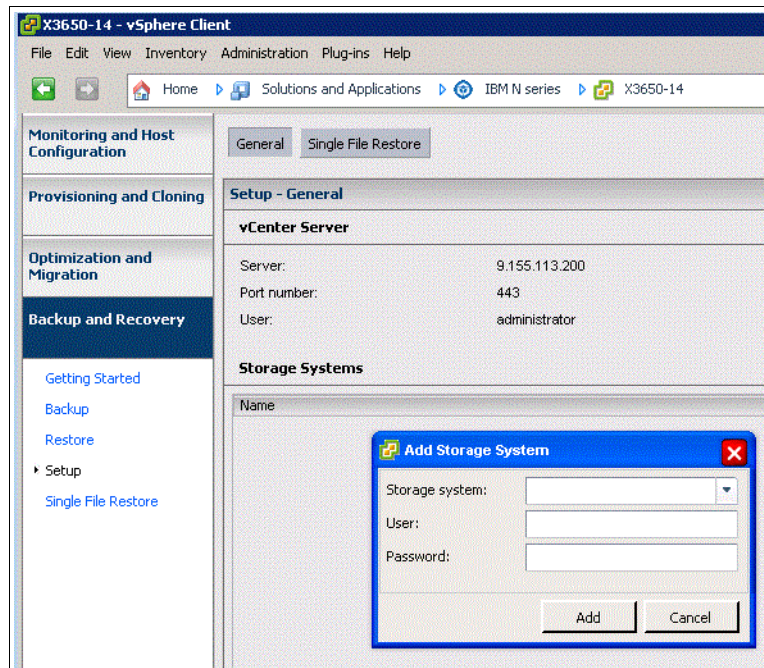 X3650-14 - vSphere Client
File Edit View Inventory Administration Plug-ins Help
Home Solutions and Applications IBM N series X3650-14
Monitoring and Host
Configuration
Provisioning and Cloning
Optimization and
Migration
Backup and Recovery
Getting Started
Backup
Restore
Setup
Single File Restore
General Single File Restore
Setup - General
vCenter Server
Server: 9.155.113.200
Port number: 443
User: administrator
Storage Systems
Name
Add Storage System
Storage system:
User:
Password:
Add Cancel